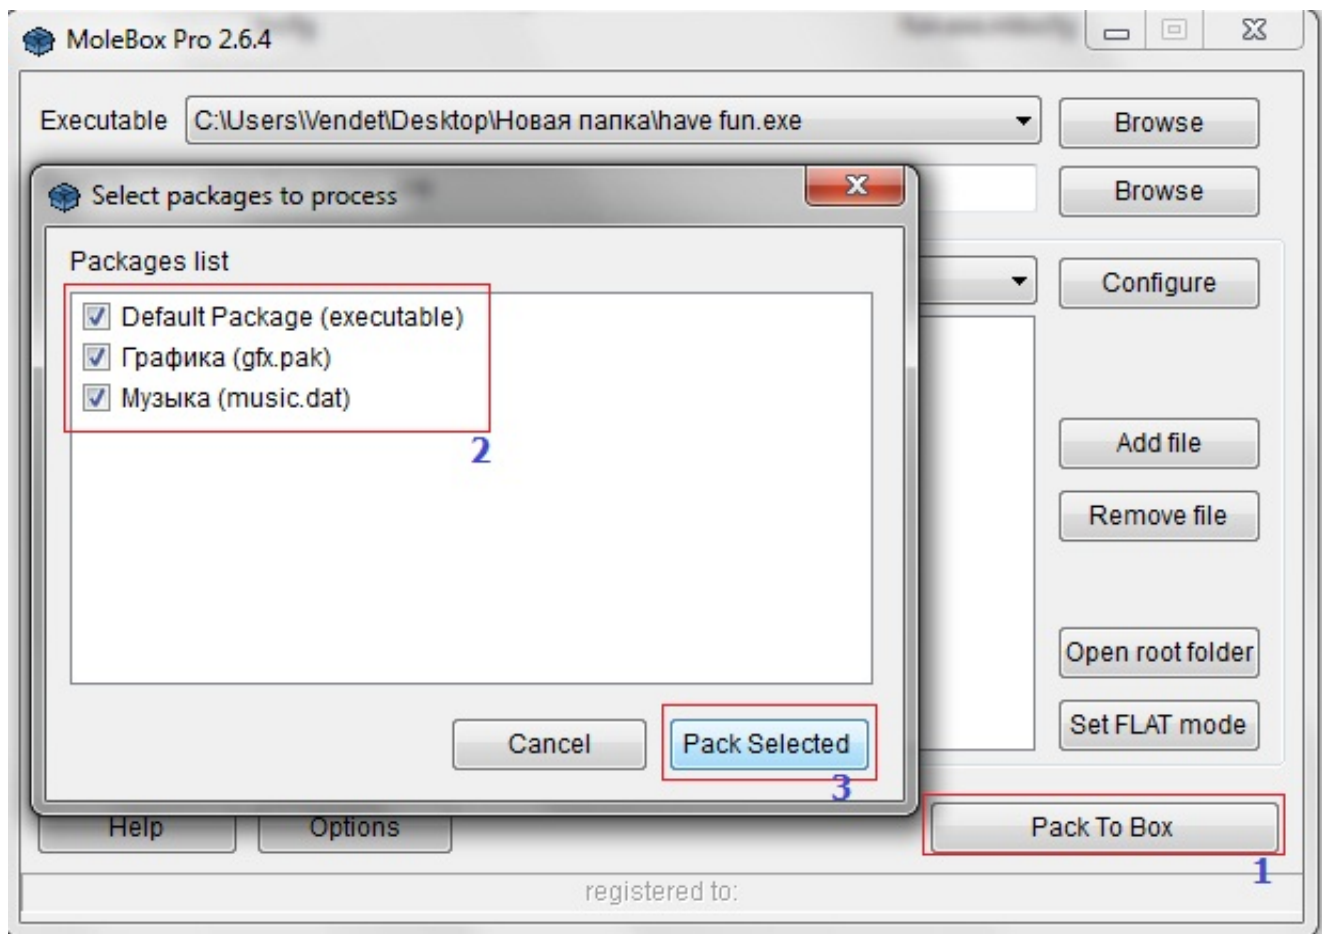 MoleBox Pro 2.6.4
Executable C:\Users\Vendet\Desktop\Новая папка\have fun.exe Browse
Browse
Select packages to process
Packages list
Configure
Default Package (executable)
Графика (gfx.pak)
Музыка (music.dat)
2
Add file
Remove file
Open root folder
Set FLAT mode
Cancel Pack Selected
3
Help Options Pack To Box
1
registered to: